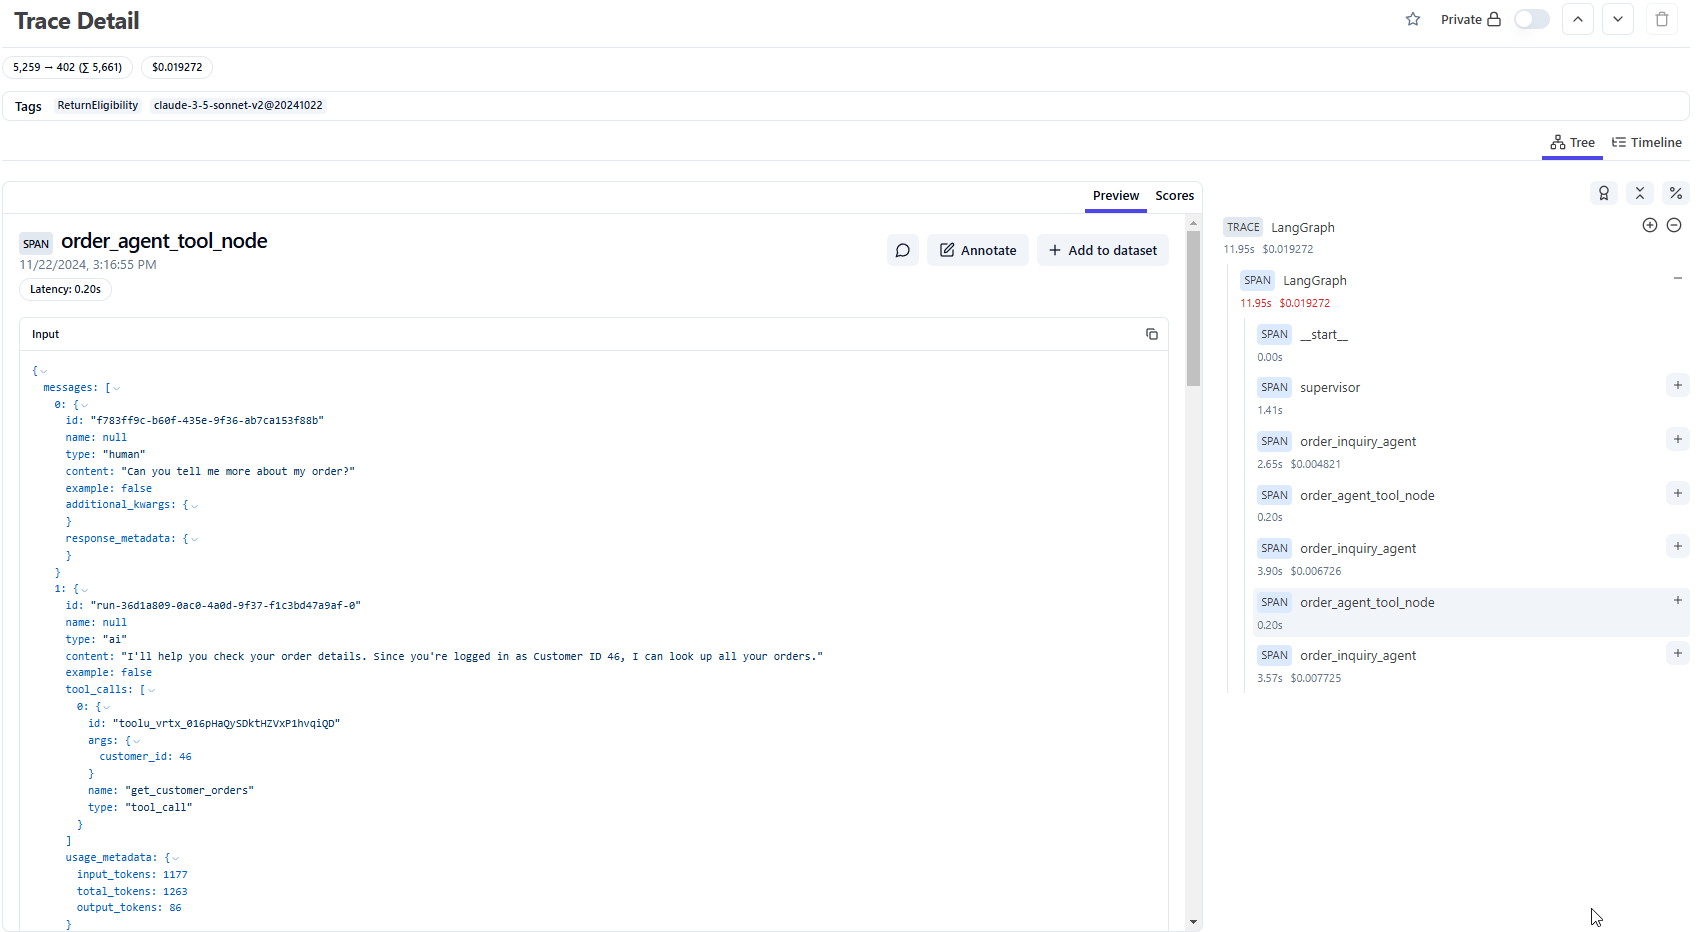 Trace Detail
Private
5,259 → 402 (∑ 5,661)
$0.019272
Tags
ReturnEligibility
claude-3-5-sonnet-v2@20241022
Tree
Timeline
Preview
Scores
SPAN order_agent_tool_node
11/22/2024, 3:16:55 PM
Latency: 0.20s
Annotate
+ Add to dataset
Input
{
messages: [
0: {
id: "f783ff9c-b60f-435e-9f36-ab7ca153f88b"
name: null
type: "human"
content: "Can you tell me more about my order?"
example: false
additional_kwargs: {
}
response_metadata: {
}
}
1: {
id: "run-36d1a809-0ac0-4a0d-9f37-f1c3bd47a9af-0"
name: null
type: "ai"
content: "I'll help you check your order details. Since you're logged in as Customer ID 46, I can look up all your orders."
example: false
tool_calls: [
0: {
id: "toolu_vrtx_016pHaQySDktHZVxP1hvqiQD"
args: {
customer_id: 46
}
name: "get_customer_orders"
type: "tool_call"
}
]
usage_metadata: {
input_tokens: 1177
total_tokens: 1263
output_tokens: 86
}
TRACE LangGraph
11.95s $0.019272
SPAN LangGraph
11.95s $0.019272
SPAN __start__
0.00s
SPAN supervisor
1.41s
SPAN order_inquiry_agent
2.65s $0.004821
SPAN order_agent_tool_node
0.20s
SPAN order_inquiry_agent
3.90s $0.006726
SPAN order_agent_tool_node
0.20s
SPAN order_inquiry_agent
3.57s $0.007725